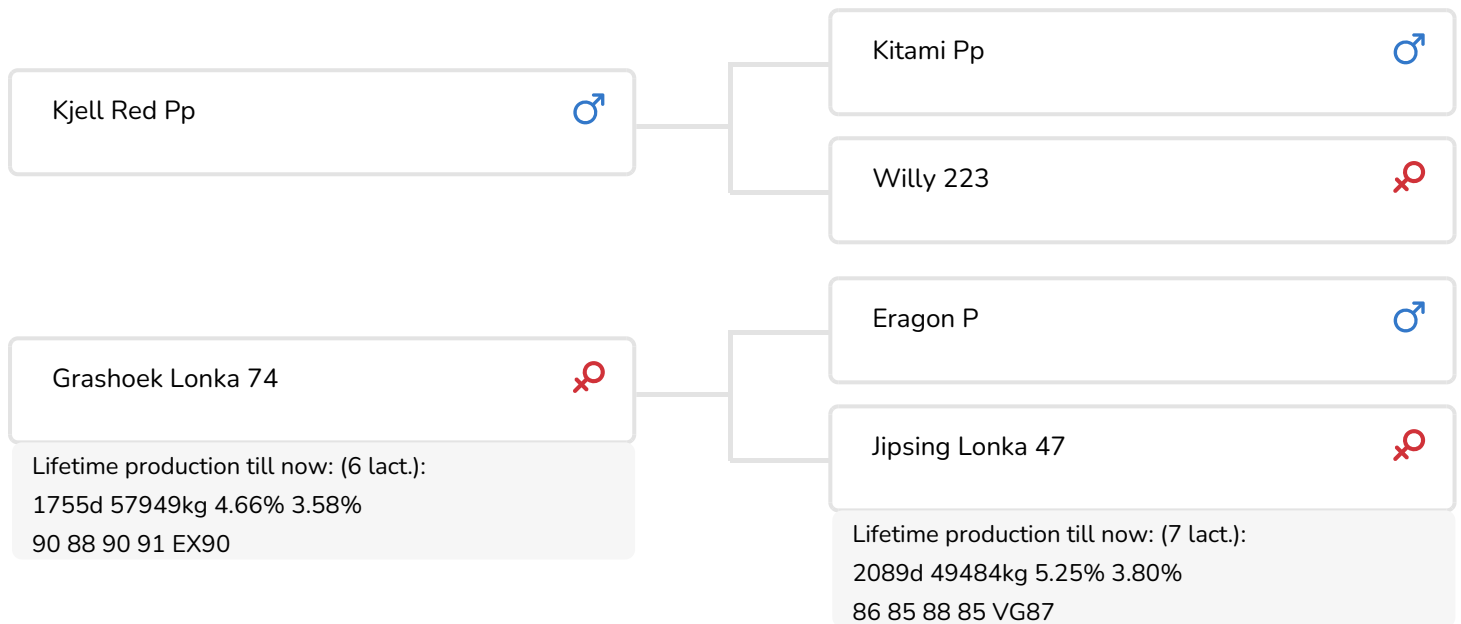 Kitami Pp
Kjell Red Pp
Willy 223
Eragon P
Grashoek Lonka 74
Lifetime production till now: (6 lact.):
1755d 57949kg 4.66% 3.58%
90 88 90 91 EX90
Jipsing Lonka 47
Lifetime production till now: (7 lact.):
2089d 49484kg 5.25% 3.80%
86 85 88 85 VG87